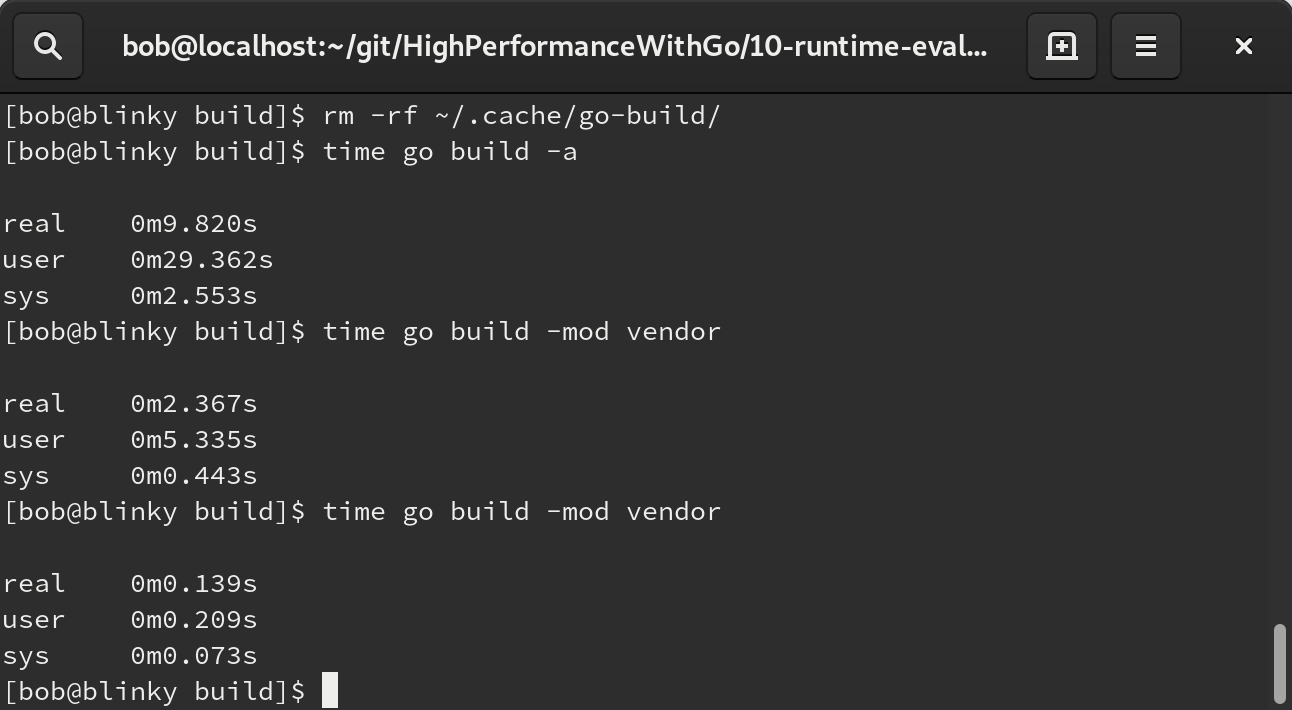 bob@localhost:~/git/HighPerformanceWithGo/10-runtime-eval...
[bob@blinky build]$ rm -rf ~/.cache/go-build/
[bob@blinky build]$ time go build -a
real    0m9.820s
user    0m29.362s
sys     0m2.553s
[bob@blinky build]$ time go build -mod vendor
real    0m2.367s
user    0m5.335s
sys     0m0.443s
[bob@blinky build]$ time go build -mod vendor
real    0m0.139s
user    0m0.209s
sys     0m0.073s
[bob@blinky build]$